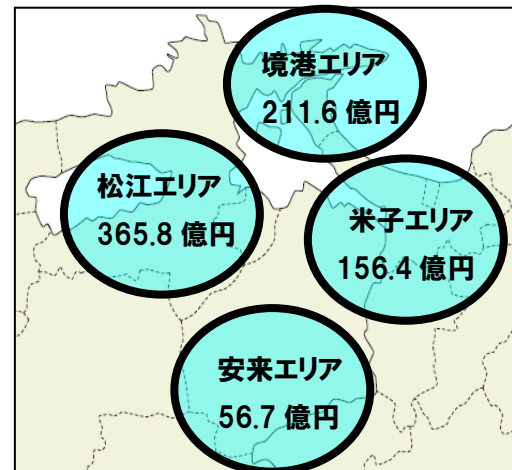 境港エリア
211.6 億円
松江エリア
365.8 億円
米子エリア
156.4 億円
安来エリア
56.7 億円